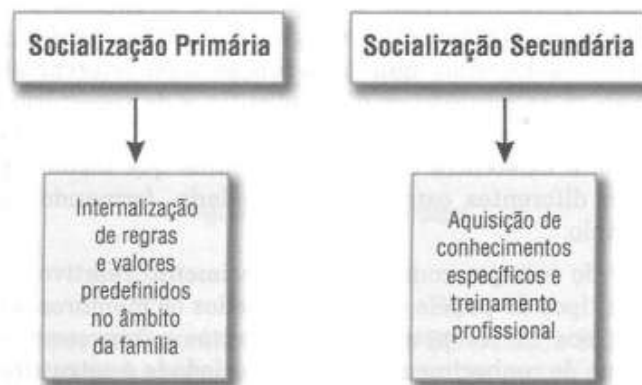 Socialização Primária
Socialização Secundária
Internalização
de regras
e valores
predefinidos
no âmbito
da família
Aquisição de
conhecimentos
específicos e
treinamento
profissional